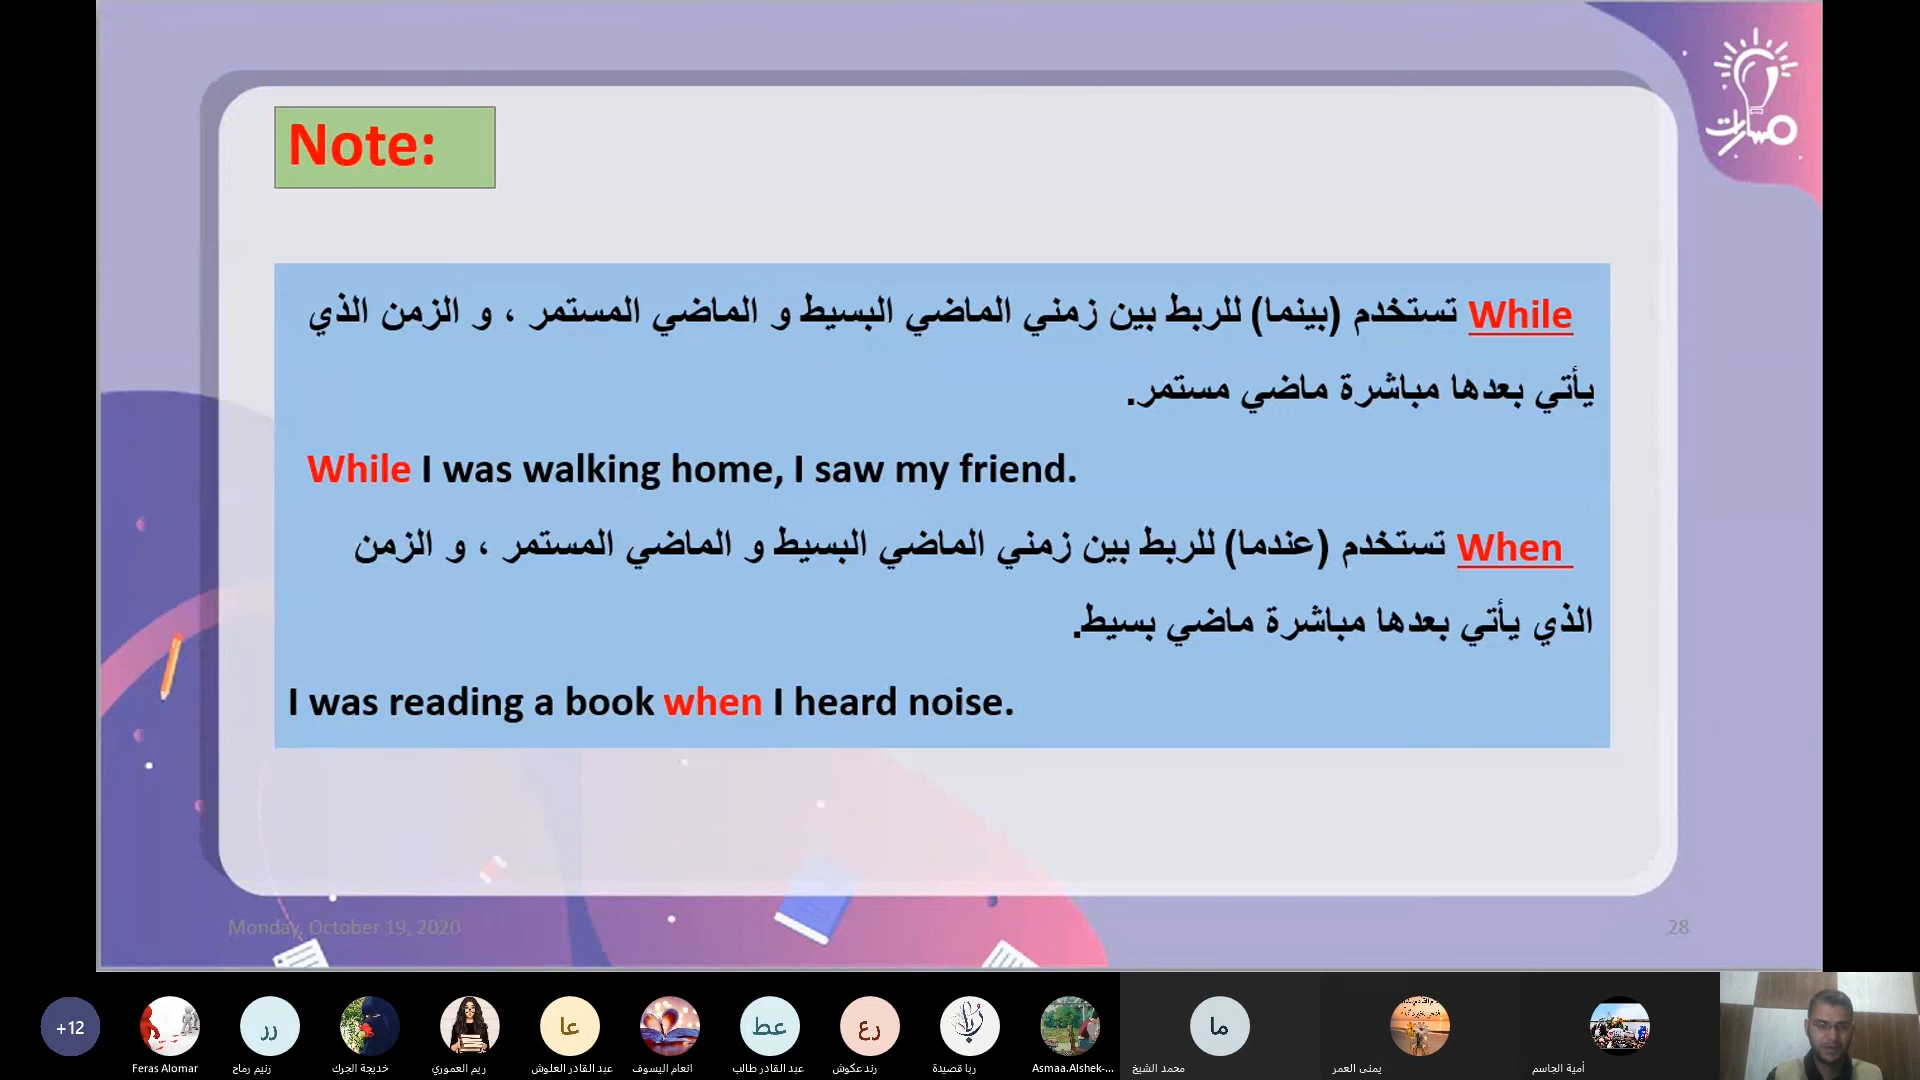 مسارات
Note:
While تستخدم (بينما) للربط بين زمني الماضي البسيط و الماضي المستمر ، و الزمن الذي
يأتي بعدها مباشرة ماضي مستمر.
While I was walking home, I saw my friend.
When تستخدم (عندما) للربط بين زمني الماضي البسيط و الماضي المستمر ، و الزمن
الذي يأتي بعدها مباشرة ماضي بسيط.
I was reading a book when I heard noise.
Monday, October 19, 2020
28
+12
رر
عا
عط
رع
ما
Feras Alomar
رنيم رماح
خديجة الجرك
ريم العموري
عبد القادر العلوش
انعام اليسوف
عبد القادر طالب
رند عكوش
ربا قصيدة
Asmaa.Alshek-...
محمد الشيخ
يمنى العمر
أمية الجاسم